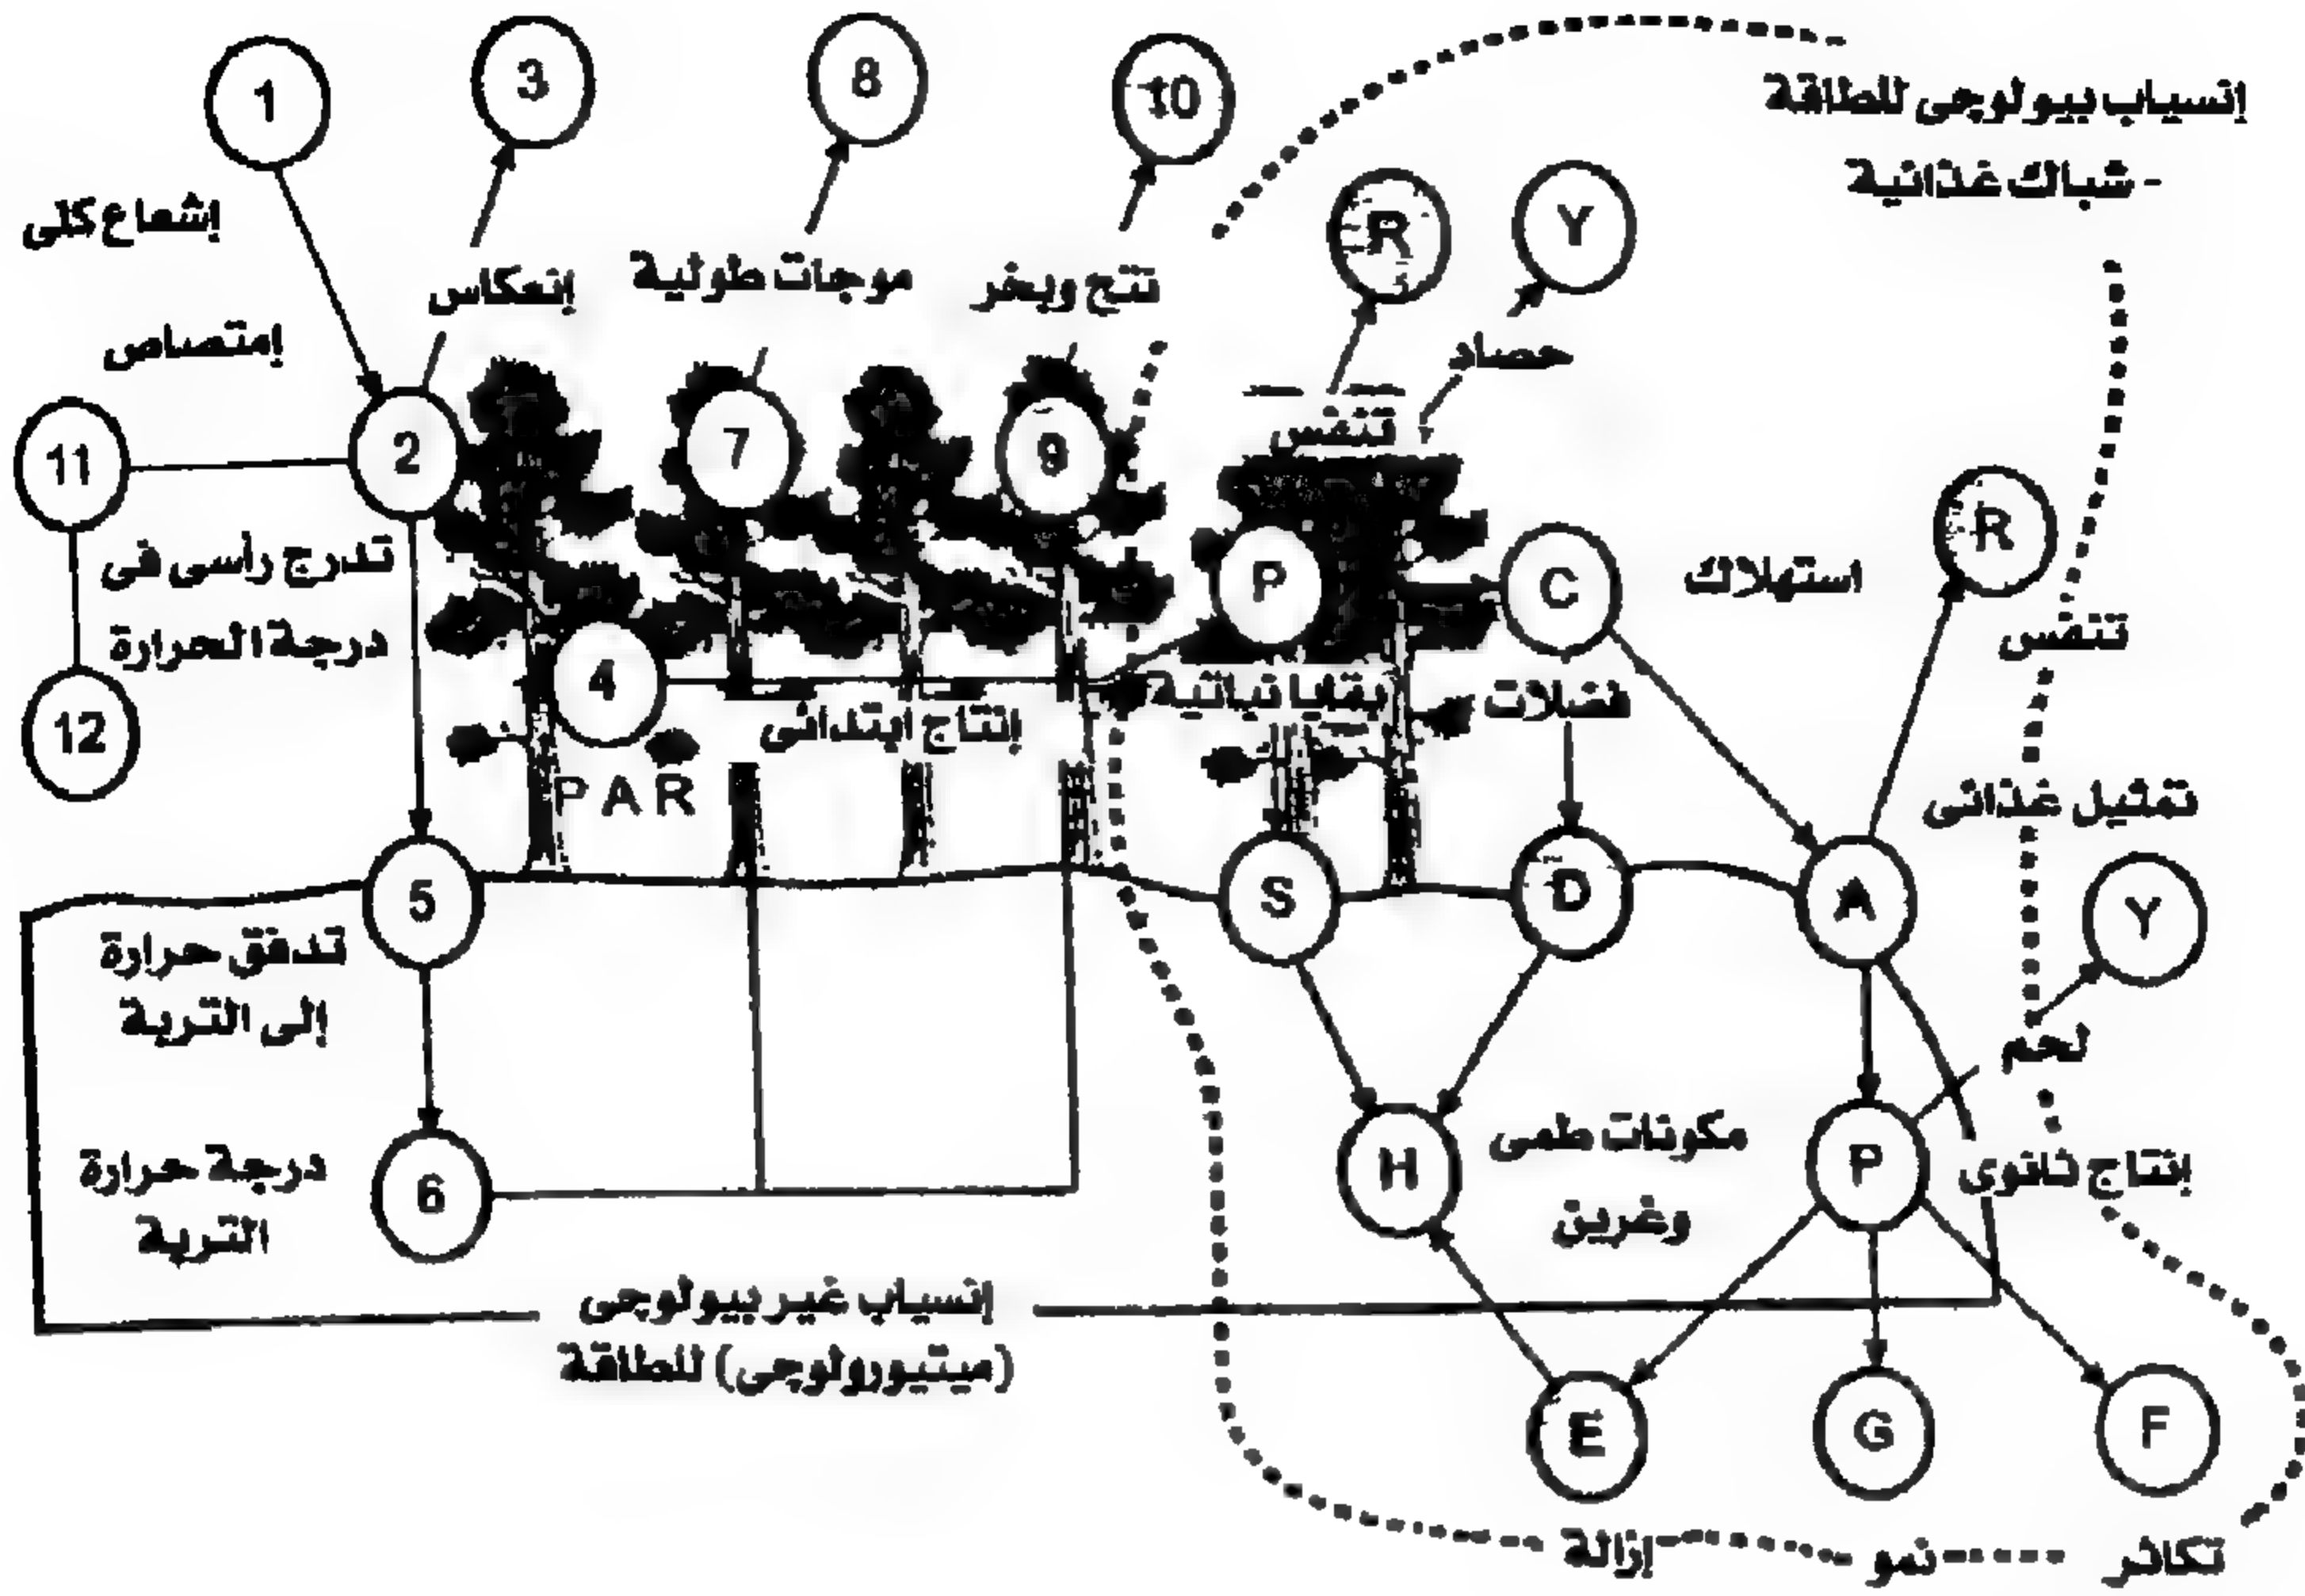 1
3
8
10
إنسياب بيولوجى للطاقة
- شباك غذائية
R
Y
إشعاع كلى
إنعكاس
موجات طولية
نتح وبخر
إمتصاص
حصاد
تنفس
11
2
7
9
R
تدرج رأسى فى
درجة الحرارة
P
C
استهلاك
تنفس
12
4
إنتاج ابتدائى
بقايا نباتية
فضلات
PAR
تمثيل غذائى
5
S
D
A
Y
تدفق حرارة
إلى التربة
لحم
درجة حرارة
التربة
6
H
مكونات طمى
وغرين
P
إنتاج ثانوى
إنسياب غير بيولوجى
(ميتيورولوجى) للطاقة
E
G
F
إزالة
نمو
تكاثر